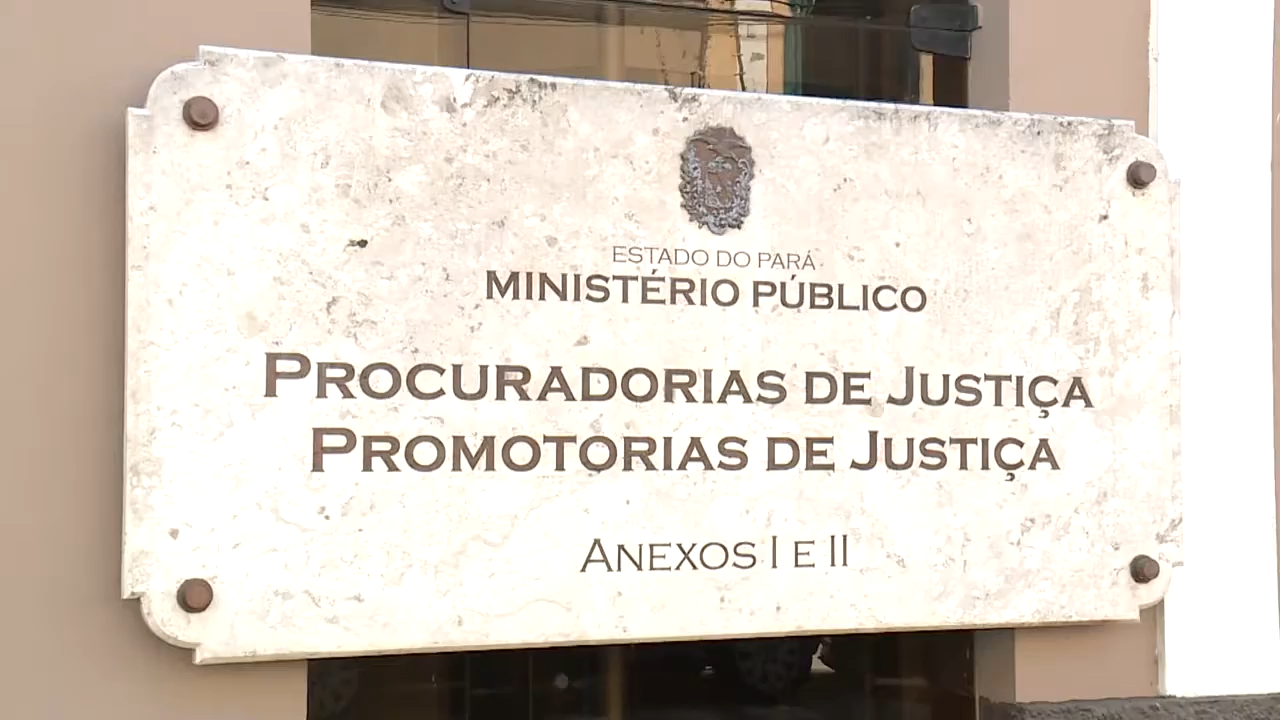 ESTADO DO PARÁ
MINISTÉRIO PÚBLICO
PROCURADORIAS DE JUSTIÇA
PROMOTORIAS DE JUSTIÇA
ANEXOS I E II